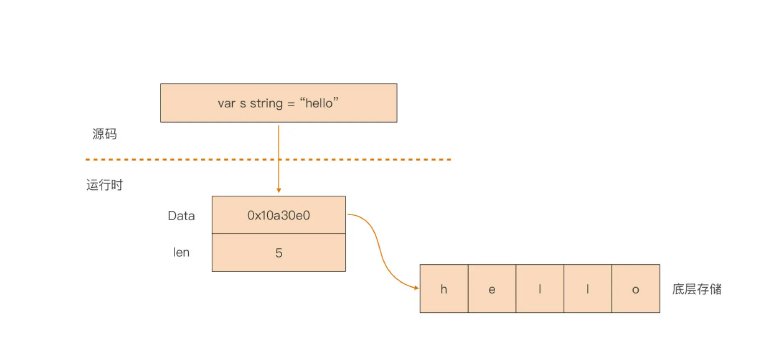 var s string = “hello”
源码
运行时
Data 0x10a30e0
len 5
h e l l o 底层存储